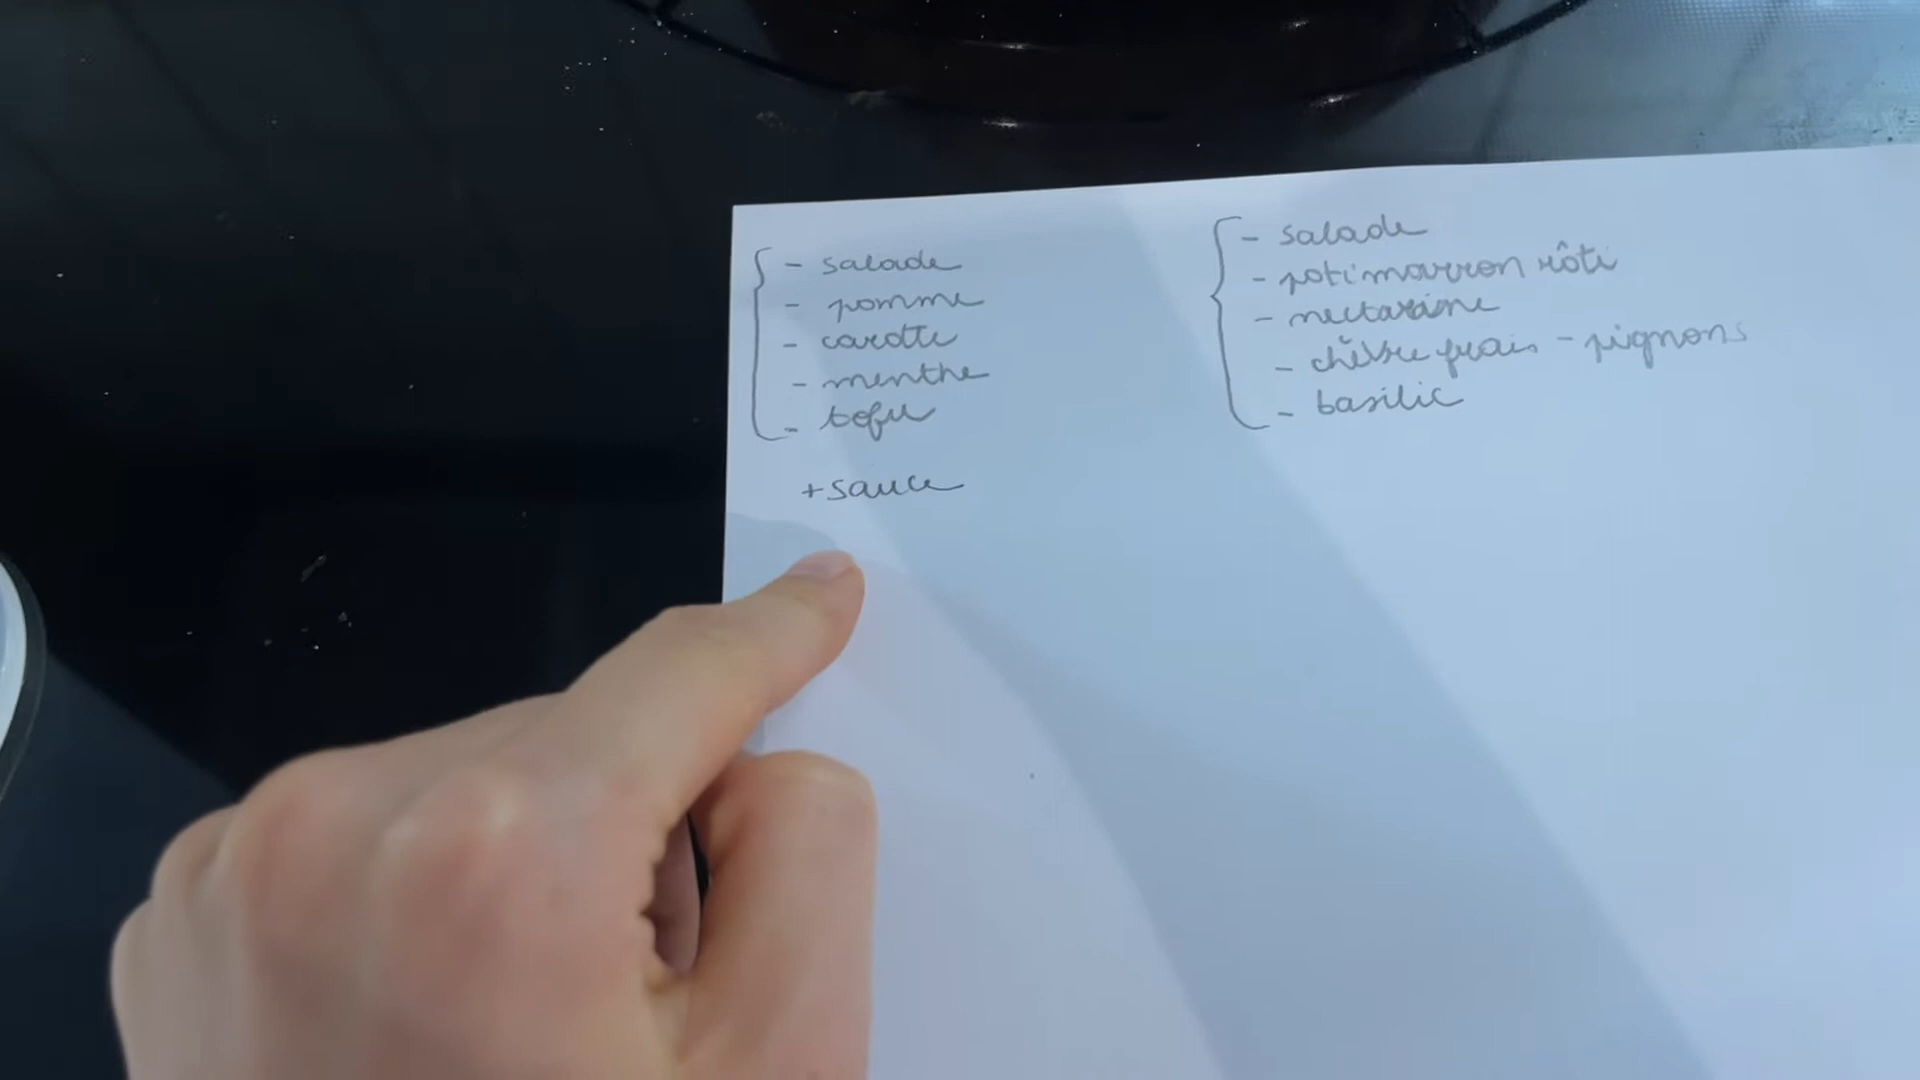 - salade
- pomme
- carotte
- menthe
- tofu
+ sauce
- salade
- potimarron rôti
- nectarine
- chèvre frais - pignons
- basilic